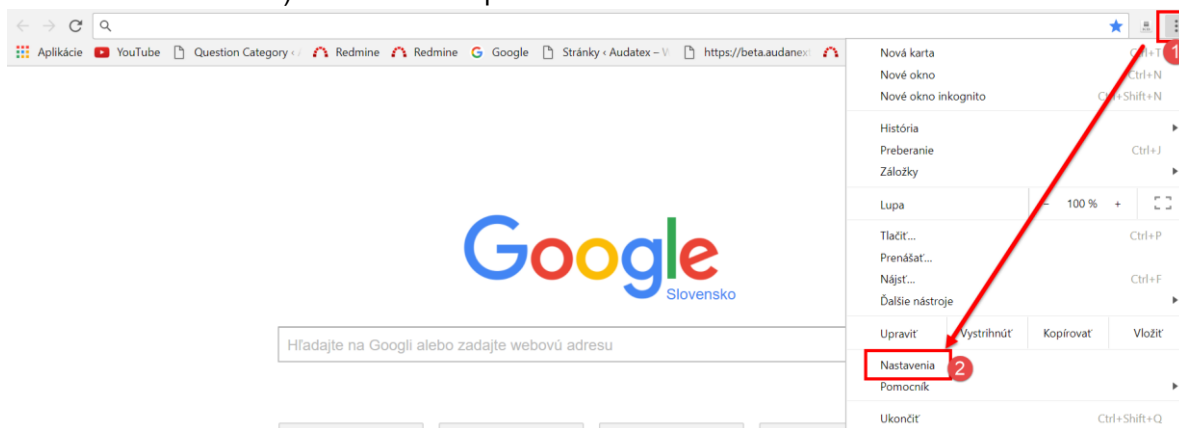 Aplikácie YouTube Question Category ‹ Redmine Redmine Google Stránky ‹ Audatex – https://beta.audanex
1
Nová karta Ctrl+T
Nové okno Ctrl+N
Nové okno inkognito Ctrl+Shift+N
História
Preberanie Ctrl+J
Záložky
Lupa – 100 % +
Tlačiť... Ctrl+P
Prenášať...
Nájsť... Ctrl+F
Ďalšie nástroje
Upraviť Vystrihnúť Kopírovať Vložiť
Nastavenia 2
Pomocník
Ukončiť Ctrl+Shift+Q
Google
Slovensko
Hľadajte na Googli alebo zadajte webovú adresu